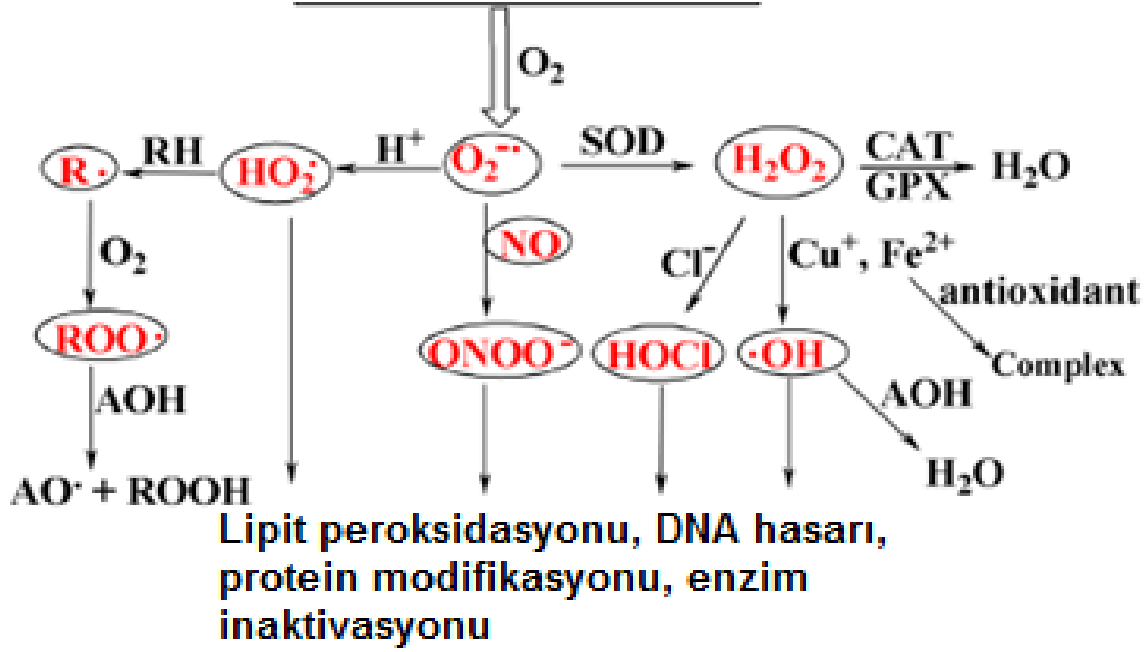 O₂
R· RH HO₂· H⁺ O₂⁻· SOD H₂O₂ CAT GPX H₂O
O₂ NO Cl⁻ Cu⁺, Fe²⁺
antioxidant
ROO· ONOO⁻ HOCl ·OH Complex
AOH AOH
AO· + ROOH H₂O
Lipit peroksidasyonu, DNA hasarı,
protein modifikasyonu, enzim
inaktivasyonu